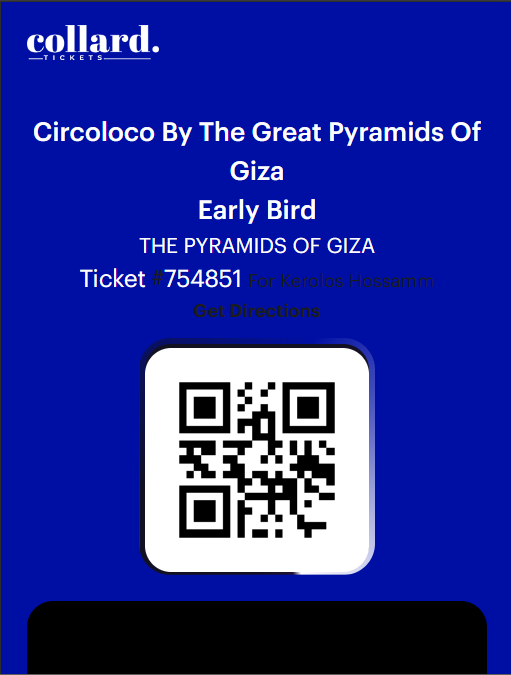 collard.
TICKETS
Circoloco By The Great Pyramids Of
Giza
Early Bird
THE PYRAMIDS OF GIZA
Ticket #754851 For Kerolos Hossamm
Get Directions